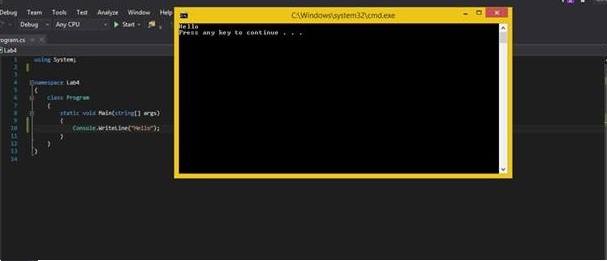 Debug Team Tools Test Analyze Window Help
Debug Any CPU Start
rogram.cs
Lab4
C:\Windows\system32\cmd.exe
Hello
Press any key to continue . . .
1 using System;
2
3
4 namespace Lab4
5 {
6 class Program
7 {
8 static void Main(string[] args)
9 {
10 Console.WriteLine("Hello");
11 }
12 }
13 }
14